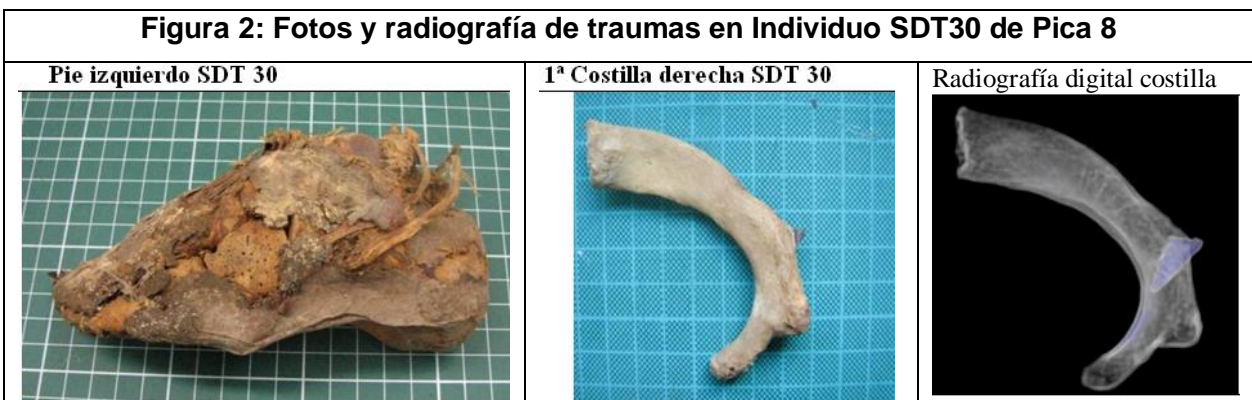 Figura 2: Fotos y radiografía de traumas en Individuo SDT30 de Pica 8
Pie izquierdo SDT 30
1ª Costilla derecha SDT 30
Radiografía digital costilla